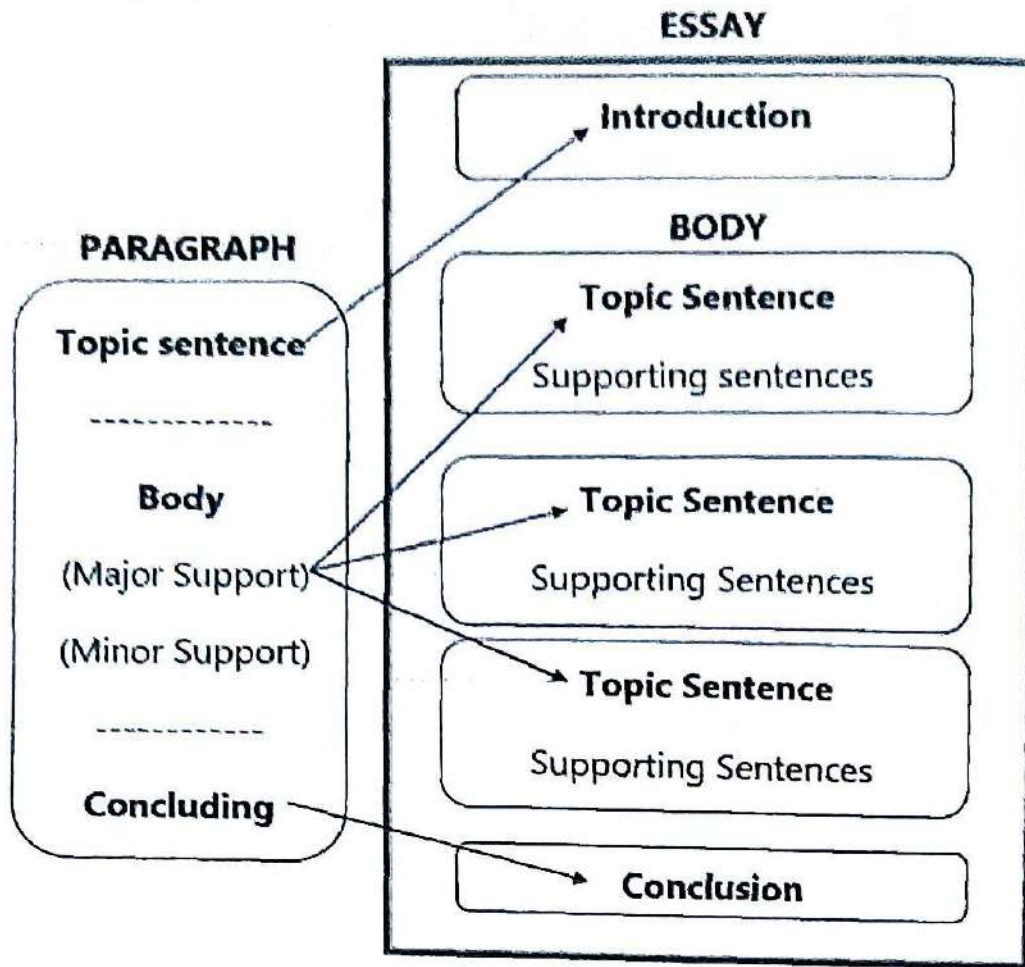 ESSAY
Introduction
PARAGRAPH
Topic sentence
-------------
Body
(Major Support)
(Minor Support)
------------
Concluding
BODY
Topic Sentence
Supporting sentences
Topic Sentence
Supporting Sentences
Topic Sentence
Supporting Sentences
Conclusion